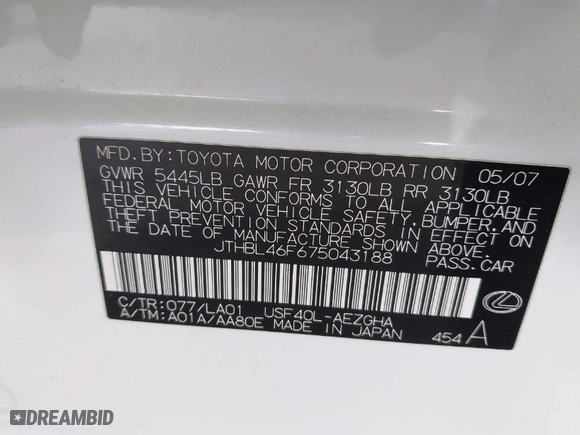 MFD.BY:TOYOTA MOTOR CORPORATION 05/07
GVWR 5445LB GAWR FR 3130LB RR 3130LB
THIS VEHICLE CONFORMS TO ALL APPLICABLE
FEDERAL MOTOR VEHICLE SAFETY,BUMPER,AND
THEFT PREVENTION STANDARDS IN EFFECT ON
THE DATE OF MANUFACTURE SHOWN ABOVE.
JTHBL46F675043188 PASS.CAR
C/TR:077/LA01 USF40L-AEZGHA
A/TM:A01A/AA80E MADE IN JAPAN 454 A
DREAMBID